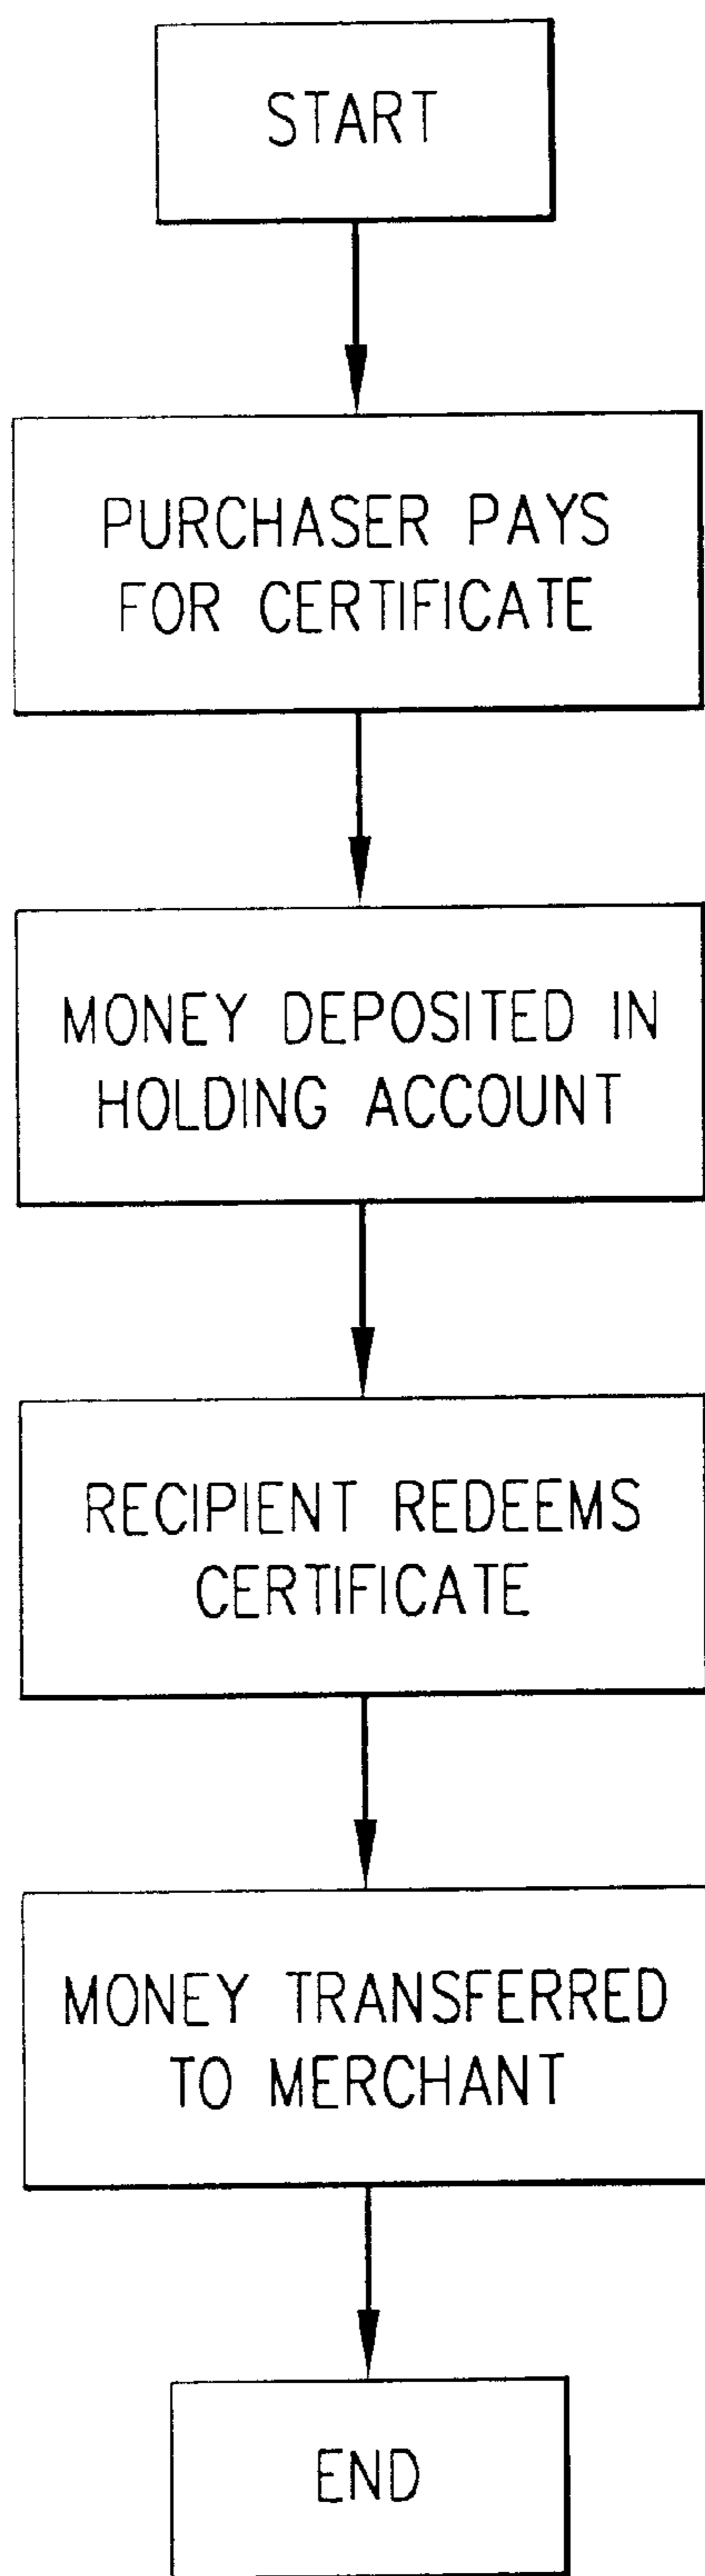 START
PURCHASER PAYS
FOR CERTIFICATE
MONEY DEPOSITED IN
HOLDING ACCOUNT
RECIPIENT REDEEMS
CERTIFICATE
MONEY TRANSFERRED
TO MERCHANT
END